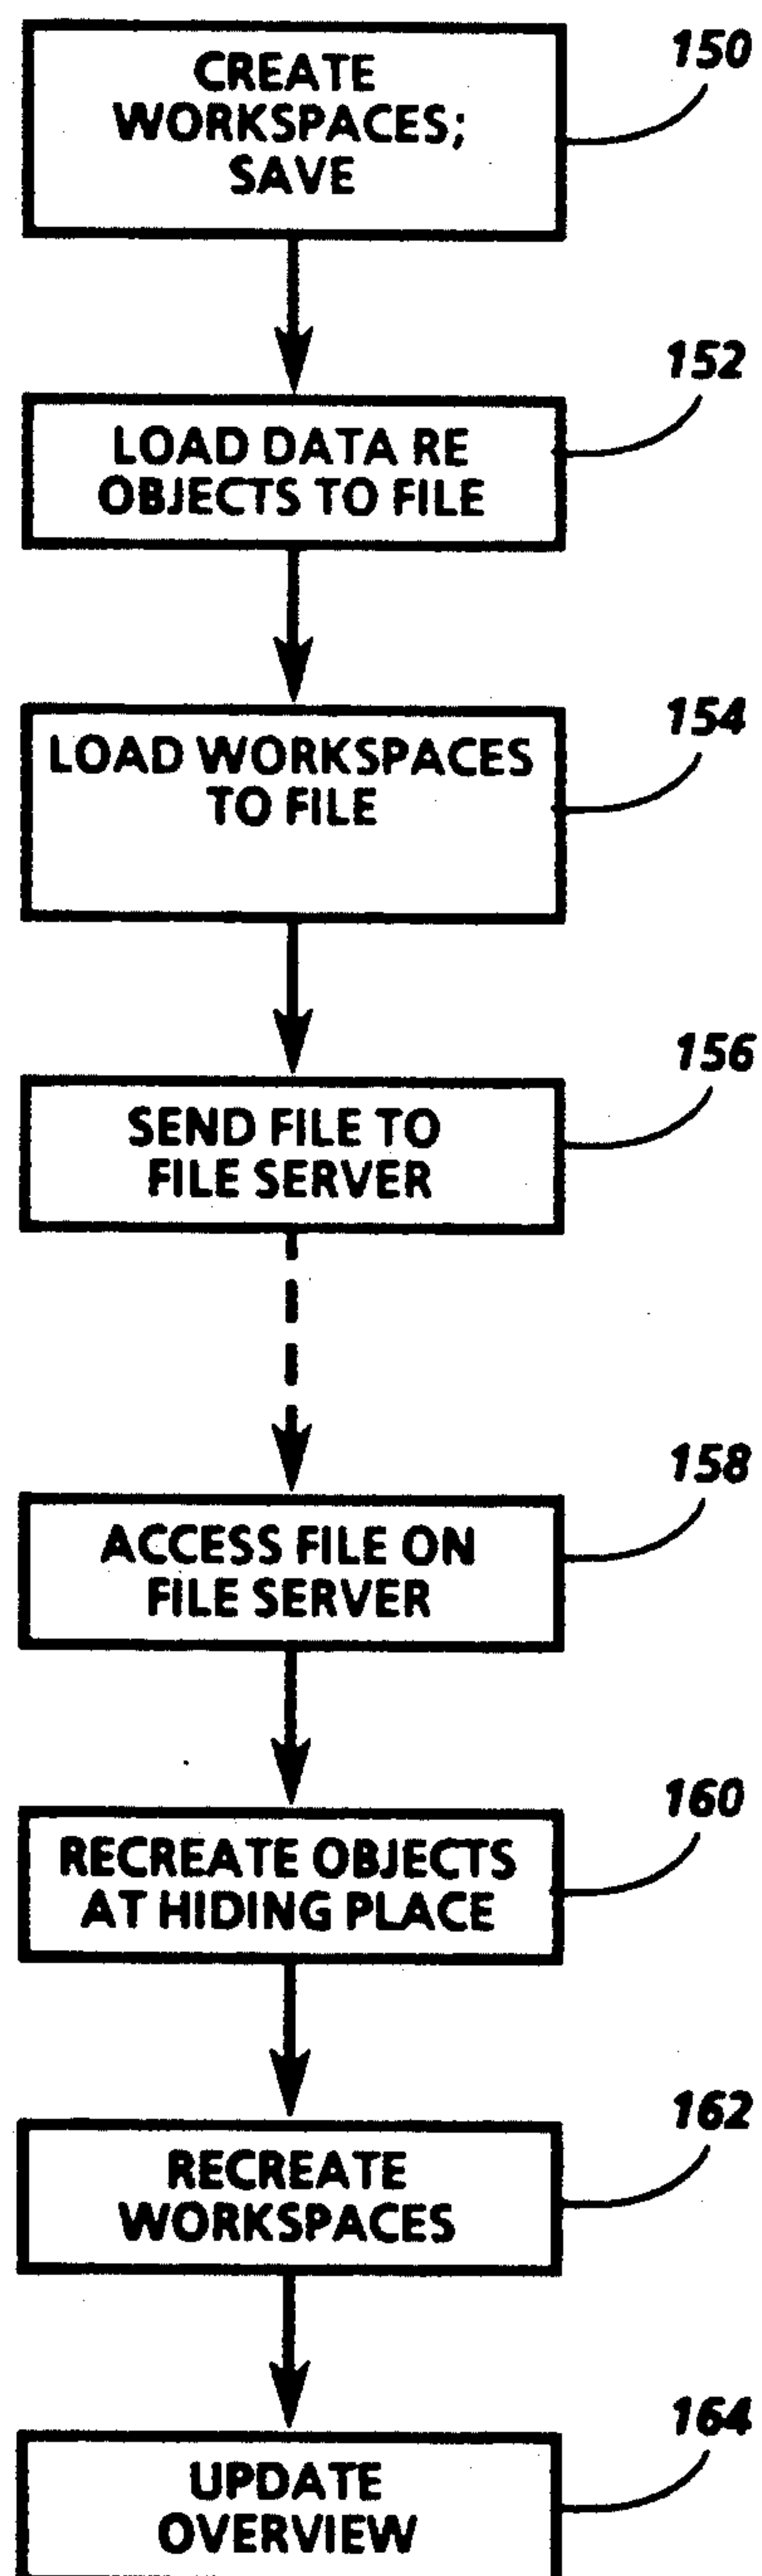 CREATE
WORKSPACES;
SAVE
150
LOAD DATA RE
OBJECTS TO FILE
152
LOAD WORKSPACES
TO FILE
154
SEND FILE TO
FILE SERVER
156
ACCESS FILE ON
FILE SERVER
158
RECREATE OBJECTS
AT HIDING PLACE
160
RECREATE
WORKSPACES
162
UPDATE
OVERVIEW
164